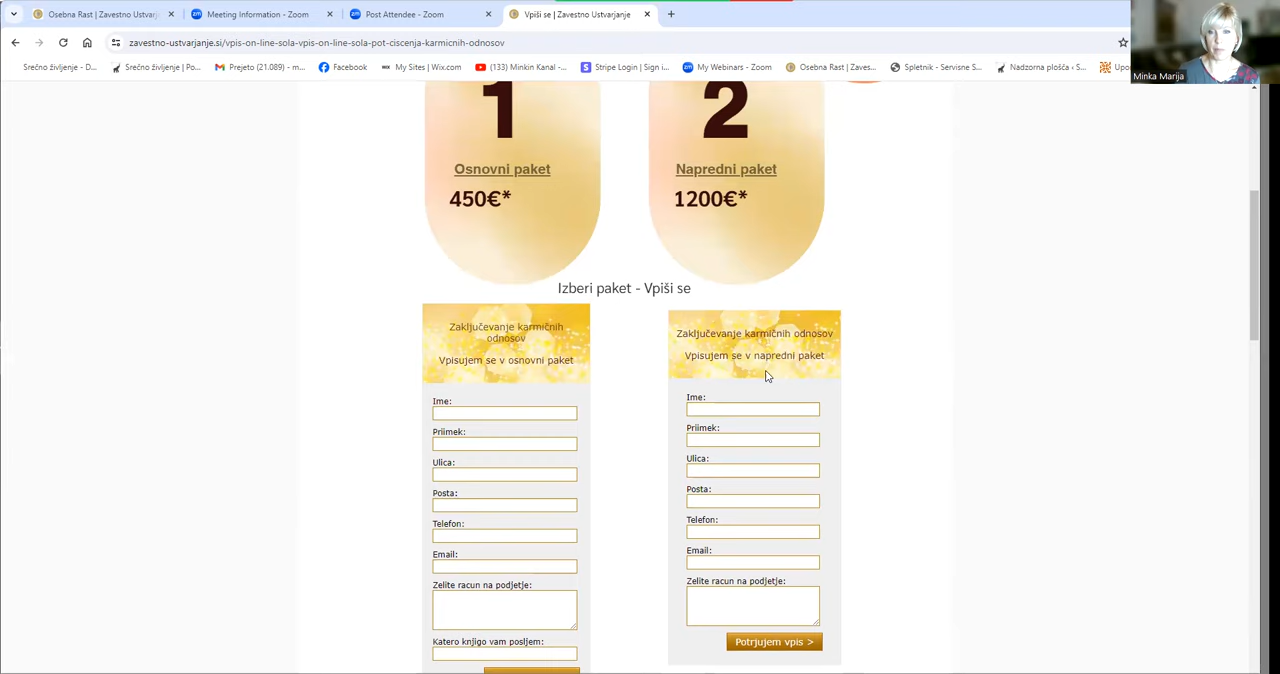 Osebna Rast | Zavestno Ustvarja
Meeting Information - Zoom
Post Attendee - Zoom
Vpiši se | Zavestno Ustvarjanje
zavestno-ustvarjanje.si/vpis-on-line-sola-vpis-on-line-sola-pot-ciscenja-karmicnih-odnosov
Srečno življenje - D...
Srečno življenje | Po...
Prejeto (21.089) - m...
Facebook
My Sites | Wix.com
(133) Minkin Kanal -...
Stripe Login | Sign i...
My Webinars - Zoom
Osebna Rast | Zaves...
Spletnik - Servisne S...
Nadzorna plošča ‹ S...
Upo
Minka Marija
1
2
Osnovni paket
Napredni paket
450€*
1200€*
Izberi paket - Vpiši se
Zaključevanje karmičnih
odnosov
Vpisujem se v osnovni paket
Ime:
Priimek:
Ulica:
Posta:
Telefon:
Email:
Zelite racun na podjetje:
Katero knjigo vam posljem:
Zaključevanje karmičnih odnosov
Vpisujem se v napredni paket
Ime:
Priimek:
Ulica:
Posta:
Telefon:
Email:
Zelite racun na podjetje:
Potrjujem vpis >